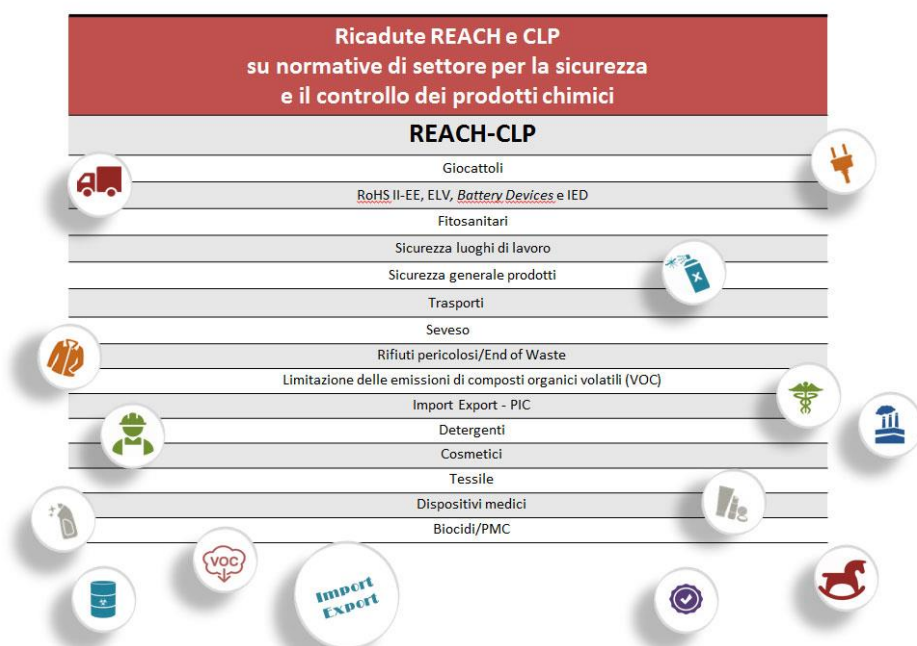 Ricadute REACH e CLP
su normative di settore per la sicurezza
e il controllo dei prodotti chimici
REACH-CLP
Giocattoli
RoHS II-EE, ELV, Battery Devices e IED
Fitosanitari
Sicurezza luoghi di lavoro
Sicurezza generale prodotti
Trasporti
Seveso
Rifiuti pericolosi/End of Waste
Limitazione delle emissioni di composti organici volatili (VOC)
Import Export - PIC
Detergenti
Cosmetici
Tessile
Dispositivi medici
Biocidi/PMC
VOC
Import
Export